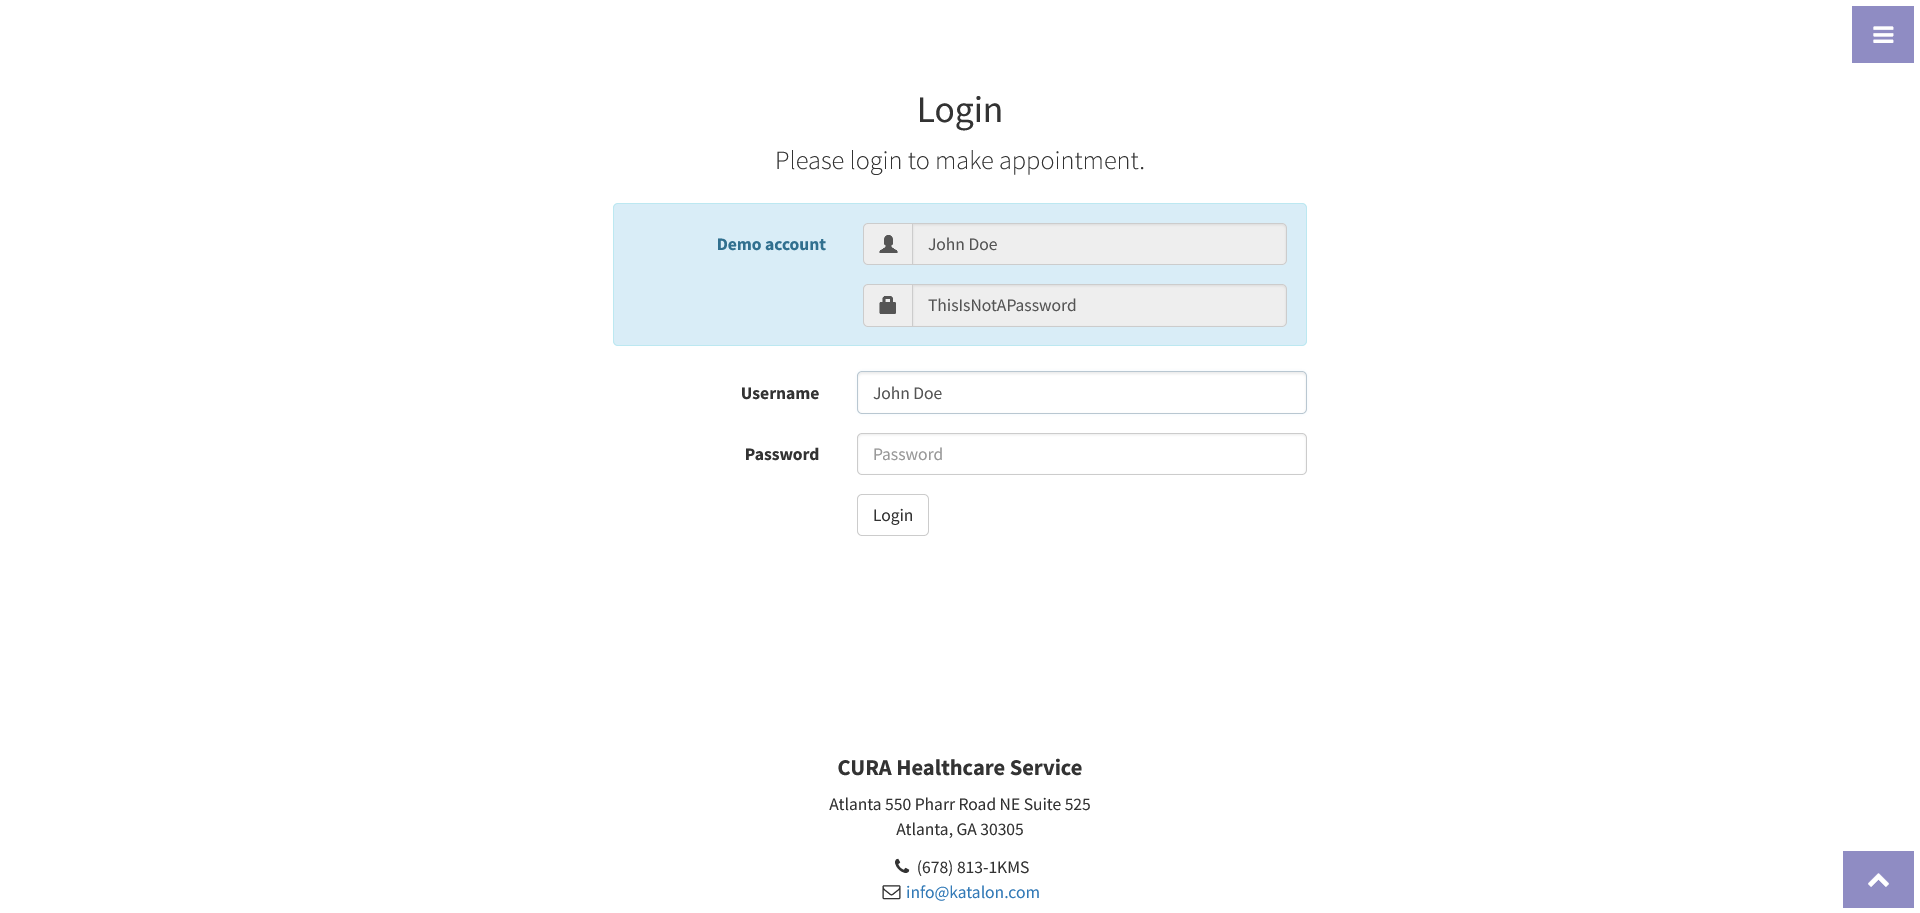 Login
Please login to make appointment.
Demo account
John Doe
ThisIsNotAPassword
Username
John Doe
Password
Password
Login
CURA Healthcare Service
Atlanta 550 Pharr Road NE Suite 525
Atlanta, GA 30305
(678) 813-1KMS
info@katalon.com